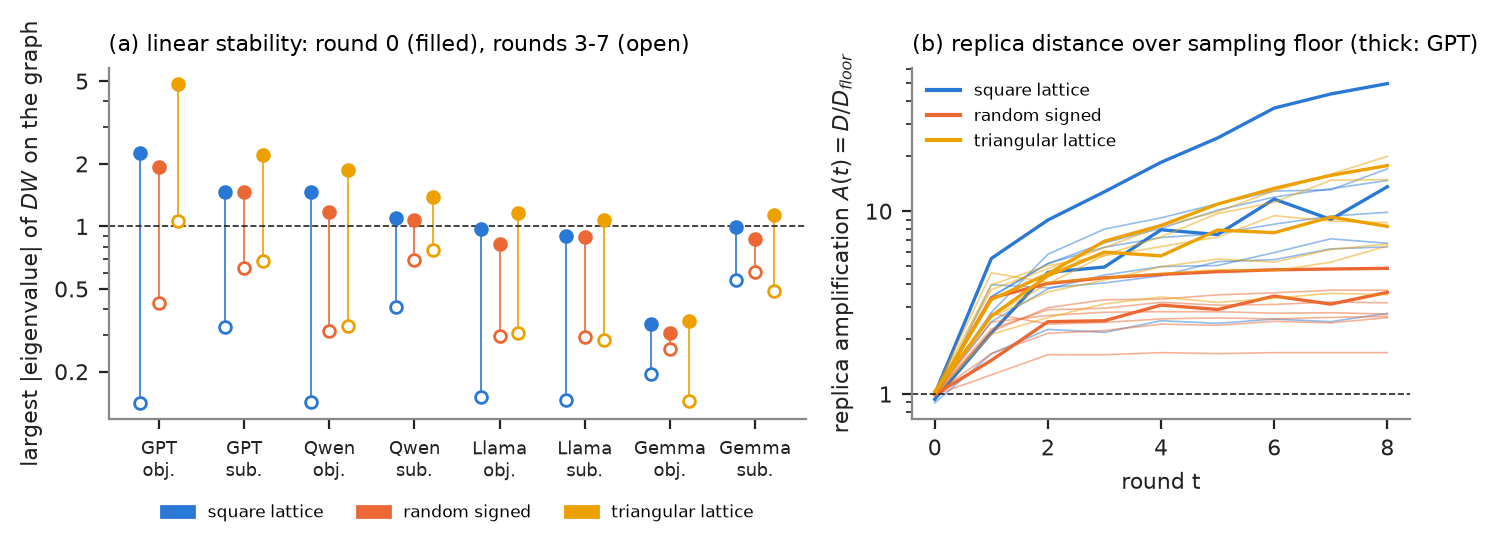 (a) linear stability: round 0 (filled), rounds 3-7 (open)
largest |eigenvalue| of DW on the graph
5
2
1
0.5
0.2
GPT obj.
GPT sub.
Qwen obj.
Qwen sub.
Llama obj.
Llama sub.
Gemma obj.
Gemma sub.
square lattice
random signed
triangular lattice
(b) replica distance over sampling floor (thick: GPT)
replica amplification A(t) = D/D_floor
square lattice
random signed
triangular lattice
10
1
0
2
4
6
8
round t